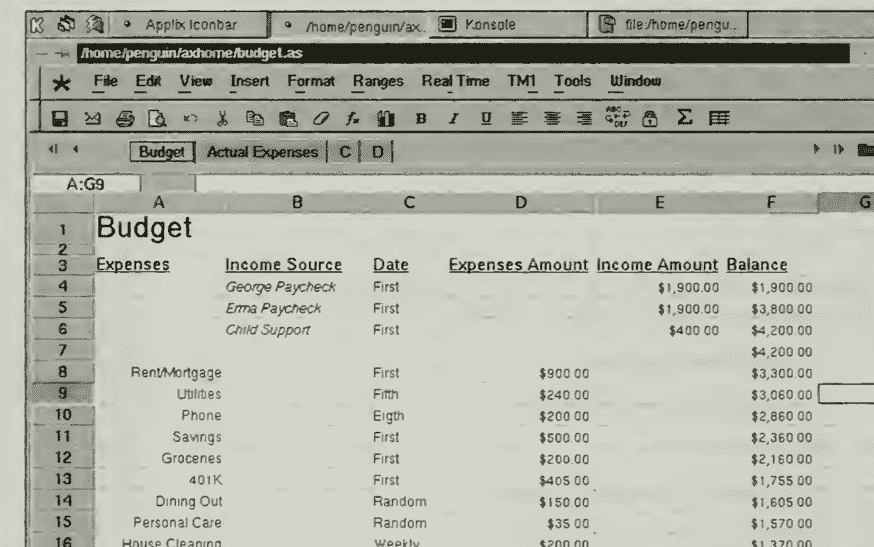 Applix Iconbar /home/penguin/ax.. Konsole file:/home/pengu...
/home/penguin/axhome/budget.as
File Edit View Insert Format Ranges Real Time TM1 Tools Window
B I U
Budget Actual Expenses C D
A:G9
A B C D E F G
1 Budget
2
3 Expenses Income Source Date Expenses Amount Income Amount Balance
4 George Paycheck First $1,900.00 $1,900.00
5 Erma Paycheck First $1,900.00 $3,800.00
6 Child Support First $400.00 $4,200.00
7 $4,200.00
8 Rent/Mortgage First $900.00 $3,300.00
9 Utilities Fifth $240.00 $3,060.00
10 Phone Eigth $200.00 $2,860.00
11 Savings First $500.00 $2,360.00
12 Groceries First $200.00 $2,160.00
13 401K First $405.00 $1,755.00
14 Dining Out Random $150.00 $1,605.00
15 Personal Care Random $35.00 $1,570.00
16 House Cleaning Weekly $200.00 $1,370.00